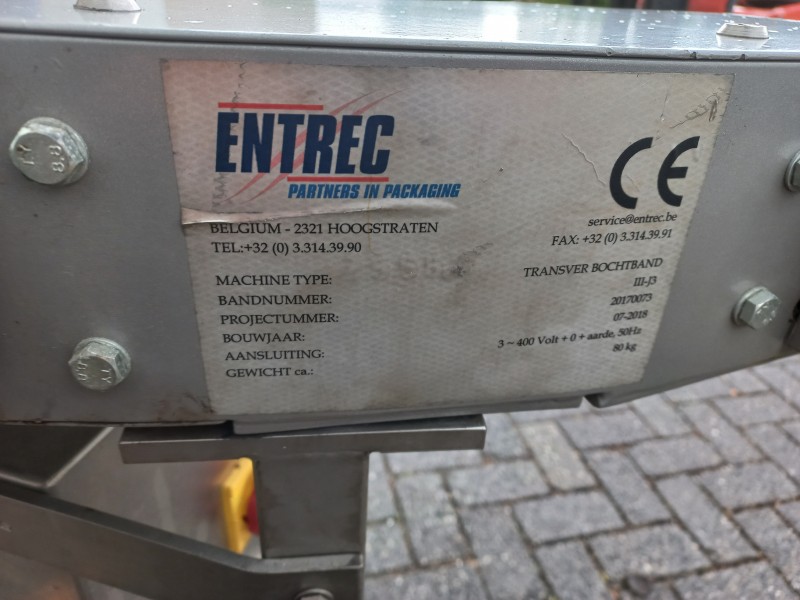 ENTREC
PARTNERS IN PACKAGING
CE
BELGIUM - 2321 HOOGSTRATEN
service@entrec.be
TEL:+32 (0) 3.314.39.90
FAX: +32 (0) 3.314.39.91
MACHINE TYPE: TRANSVER BOCHTBAND
BANDNUMMER: III-J3
PROJECTUMMER: 20170073
BOUWJAAR: 07-2018
AANSLUITING: 3 ~ 400 Volt + 0 + aarde, 50Hz
GEWICHT ca.: 80 kg
8.8